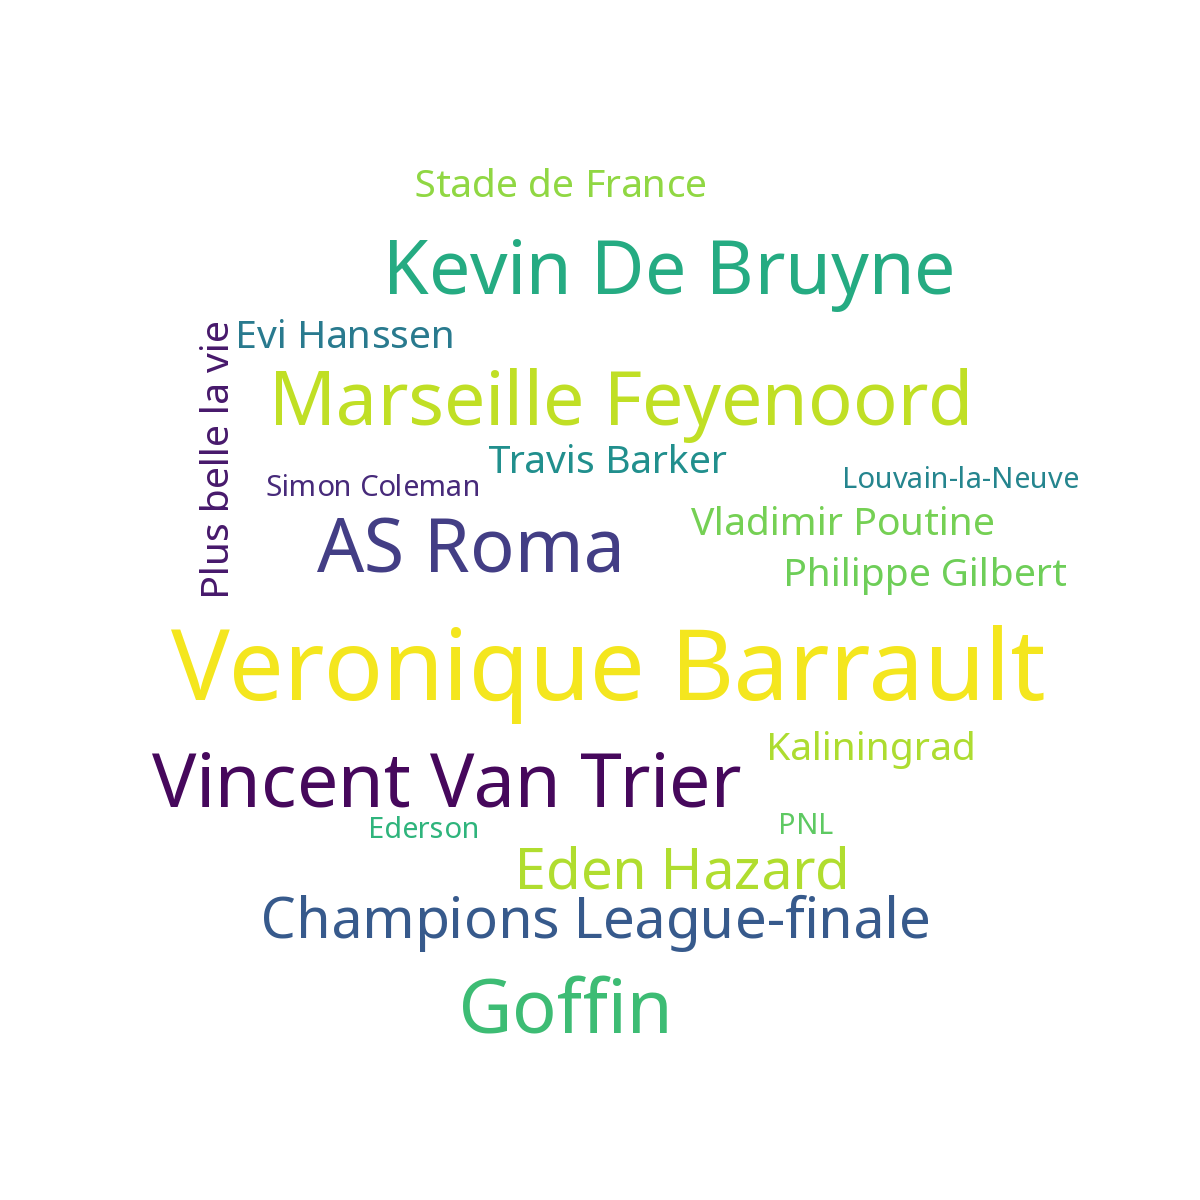 Stade de France
Kevin De Bruyne
Evi Hanssen
Plus belle la vie
Marseille Feyenoord
Travis Barker
Simon Coleman
Louvain-la-Neuve
Vladimir Poutine
AS Roma
Philippe Gilbert
Veronique Barrault
Kaliningrad
Vincent Van Trier
Ederson
PNL
Eden Hazard
Champions League-finale
Goffin